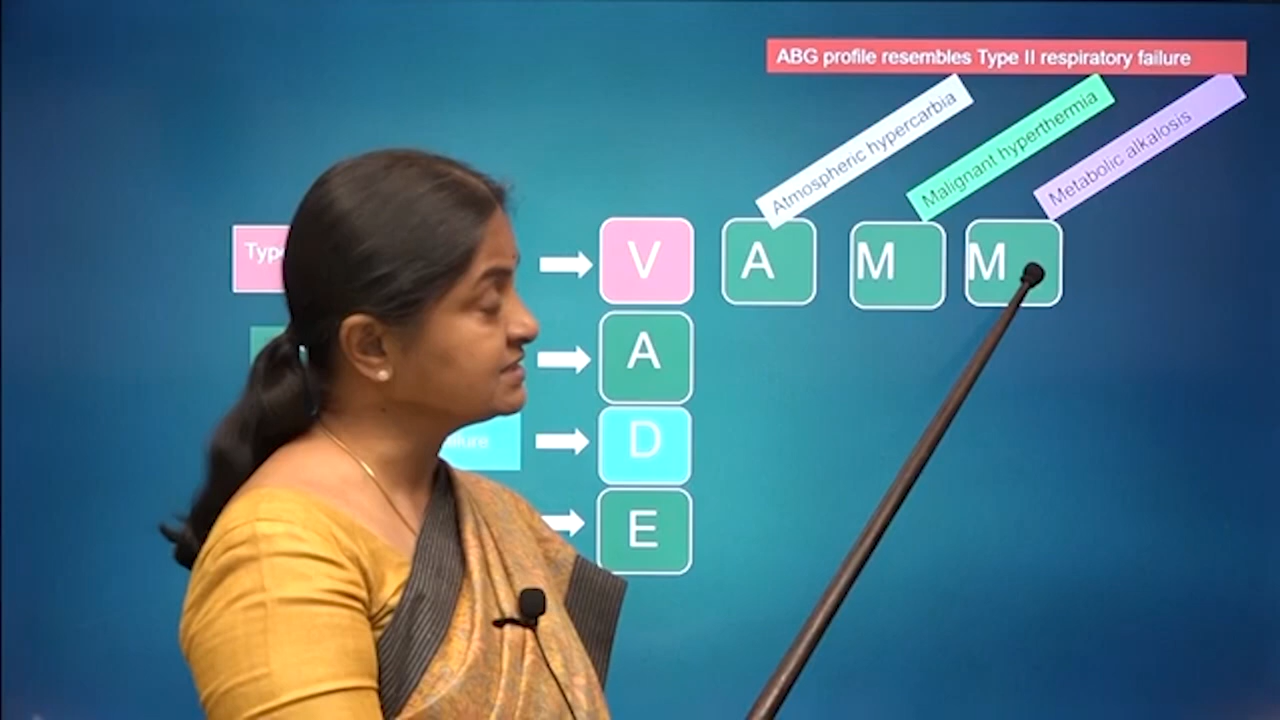 ABG profile resembles Type II respiratory failure
Atmospheric hypercarbia
Malignant hyperthermia
Metabolic alkalosis
V A M M
A
D
E